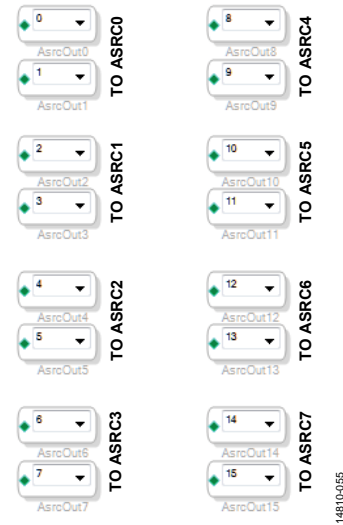 0
AsrcOut0
1
AsrcOut1
TO ASRC0
2
AsrcOut2
3
AsrcOut3
TO ASRC1
4
AsrcOut4
5
AsrcOut5
TO ASRC2
6
AsrcOut6
7
AsrcOut7
TO ASRC3
8
AsrcOut8
9
AsrcOut9
TO ASRC4
10
AsrcOut10
11
AsrcOut11
TO ASRC5
12
AsrcOut12
13
AsrcOut13
TO ASRC6
14
AsrcOut14
15
AsrcOut15
TO ASRC7
14810-055